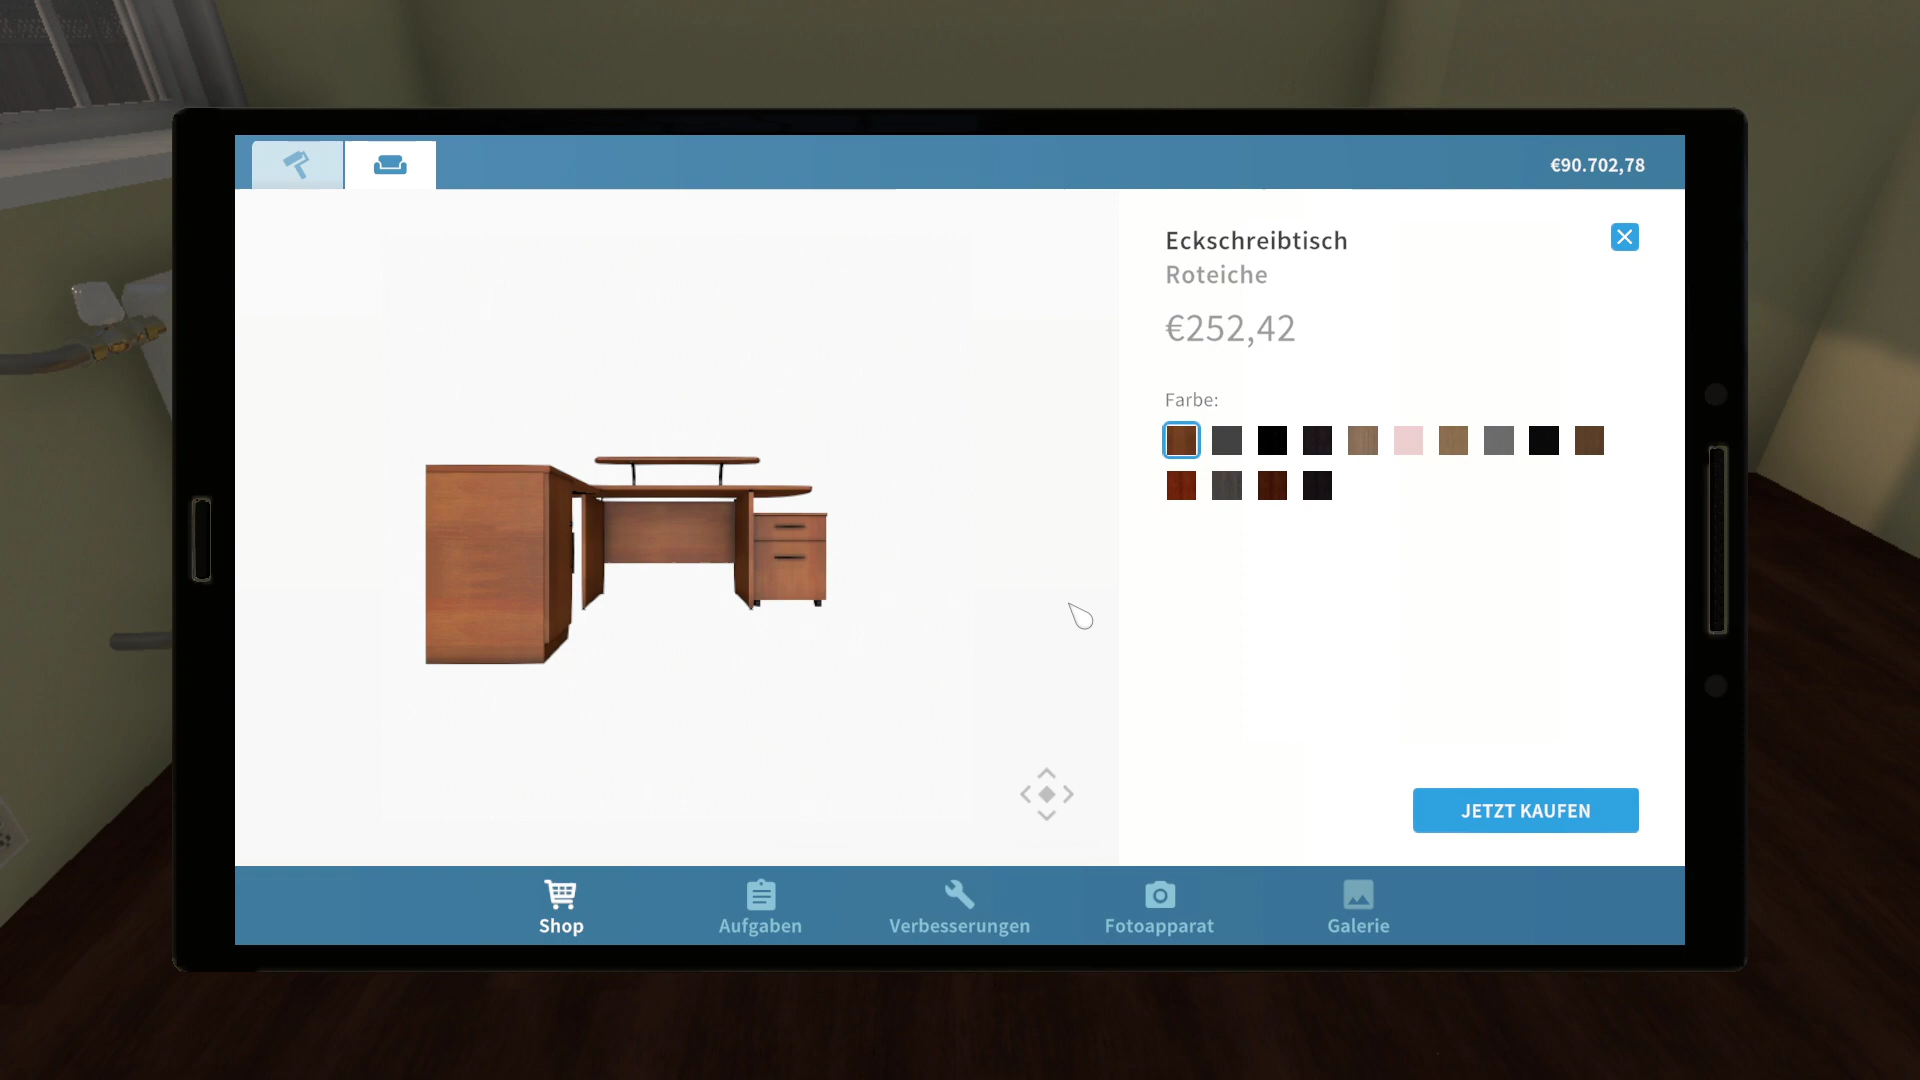 €90.702,78
Eckschreibtisch
Roteiche
€252,42
Farbe:
JETZT KAUFEN
Shop
Aufgaben
Verbesserungen
Fotoapparat
Galerie